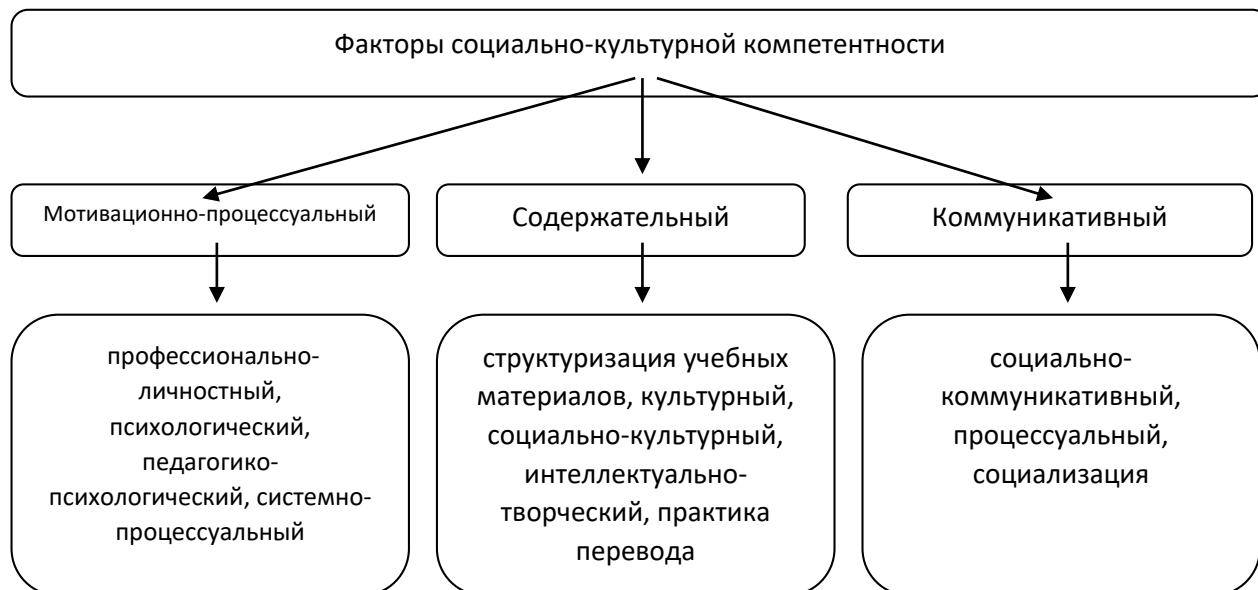 Факторы социально-культурной компетентности
Мотивационно-процессуальный
Содержательный
Коммуникативный
профессионально-
личностный,
психологический,
педагогико-
психологический, системно-
процессуальный
структуризация учебных
материалов, культурный,
социально-культурный,
интеллектуально-
творческий, практика
перевода
социально-
коммуникативный,
процессуальный,
социализация